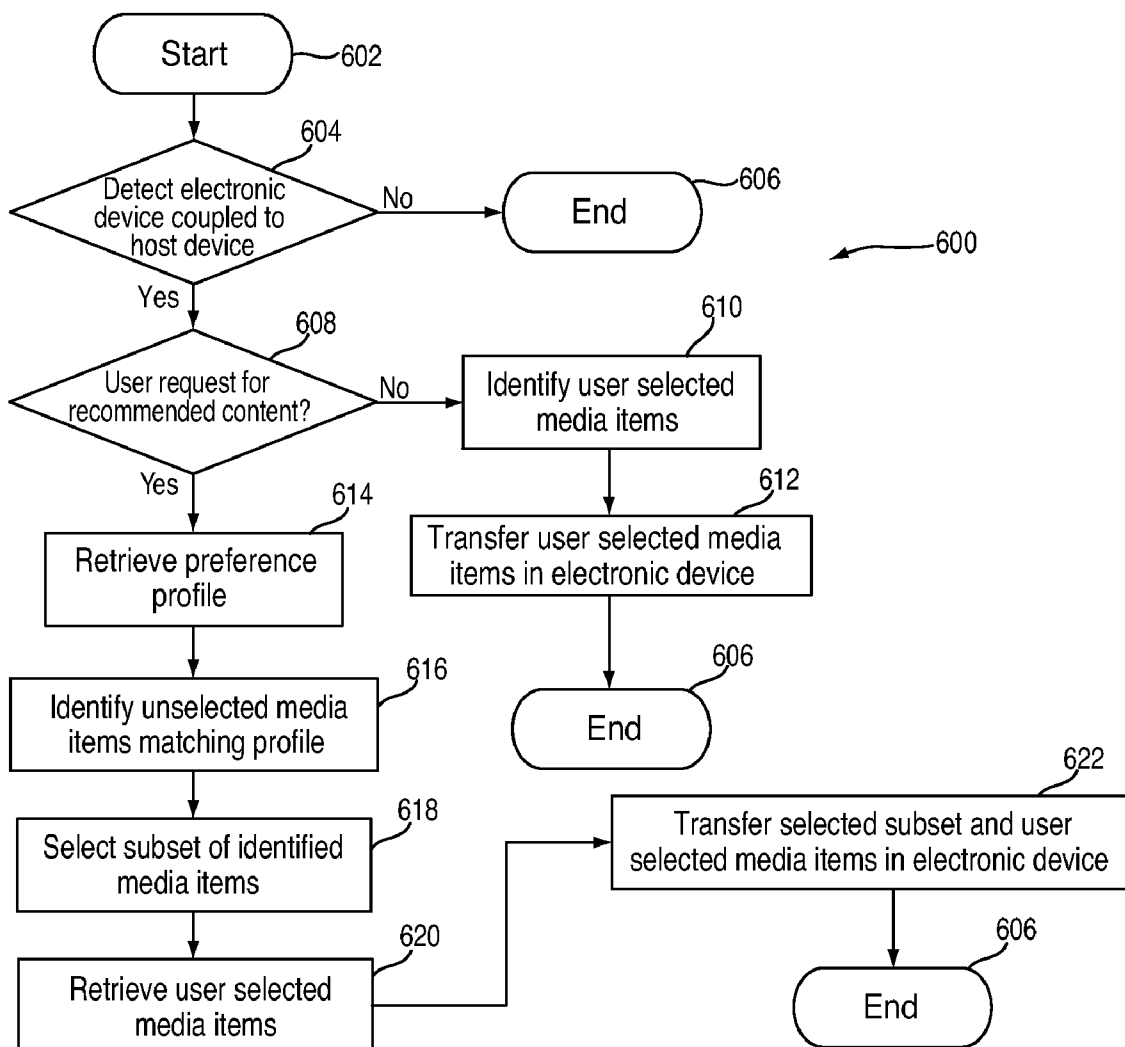 Start
602
604
Detect electronic
device coupled to
host device
No
606
End
600
Yes
608
User request for
recommended content?
No
610
Identify user selected
media items
Yes
612
Transfer user selected media
items in electronic device
614
Retrieve preference
profile
606
End
616
Identify unselected media
items matching profile
618
Select subset of identified
media items
622
Transfer selected subset and user
selected media items in electronic device
620
Retrieve user selected
media items
606
End